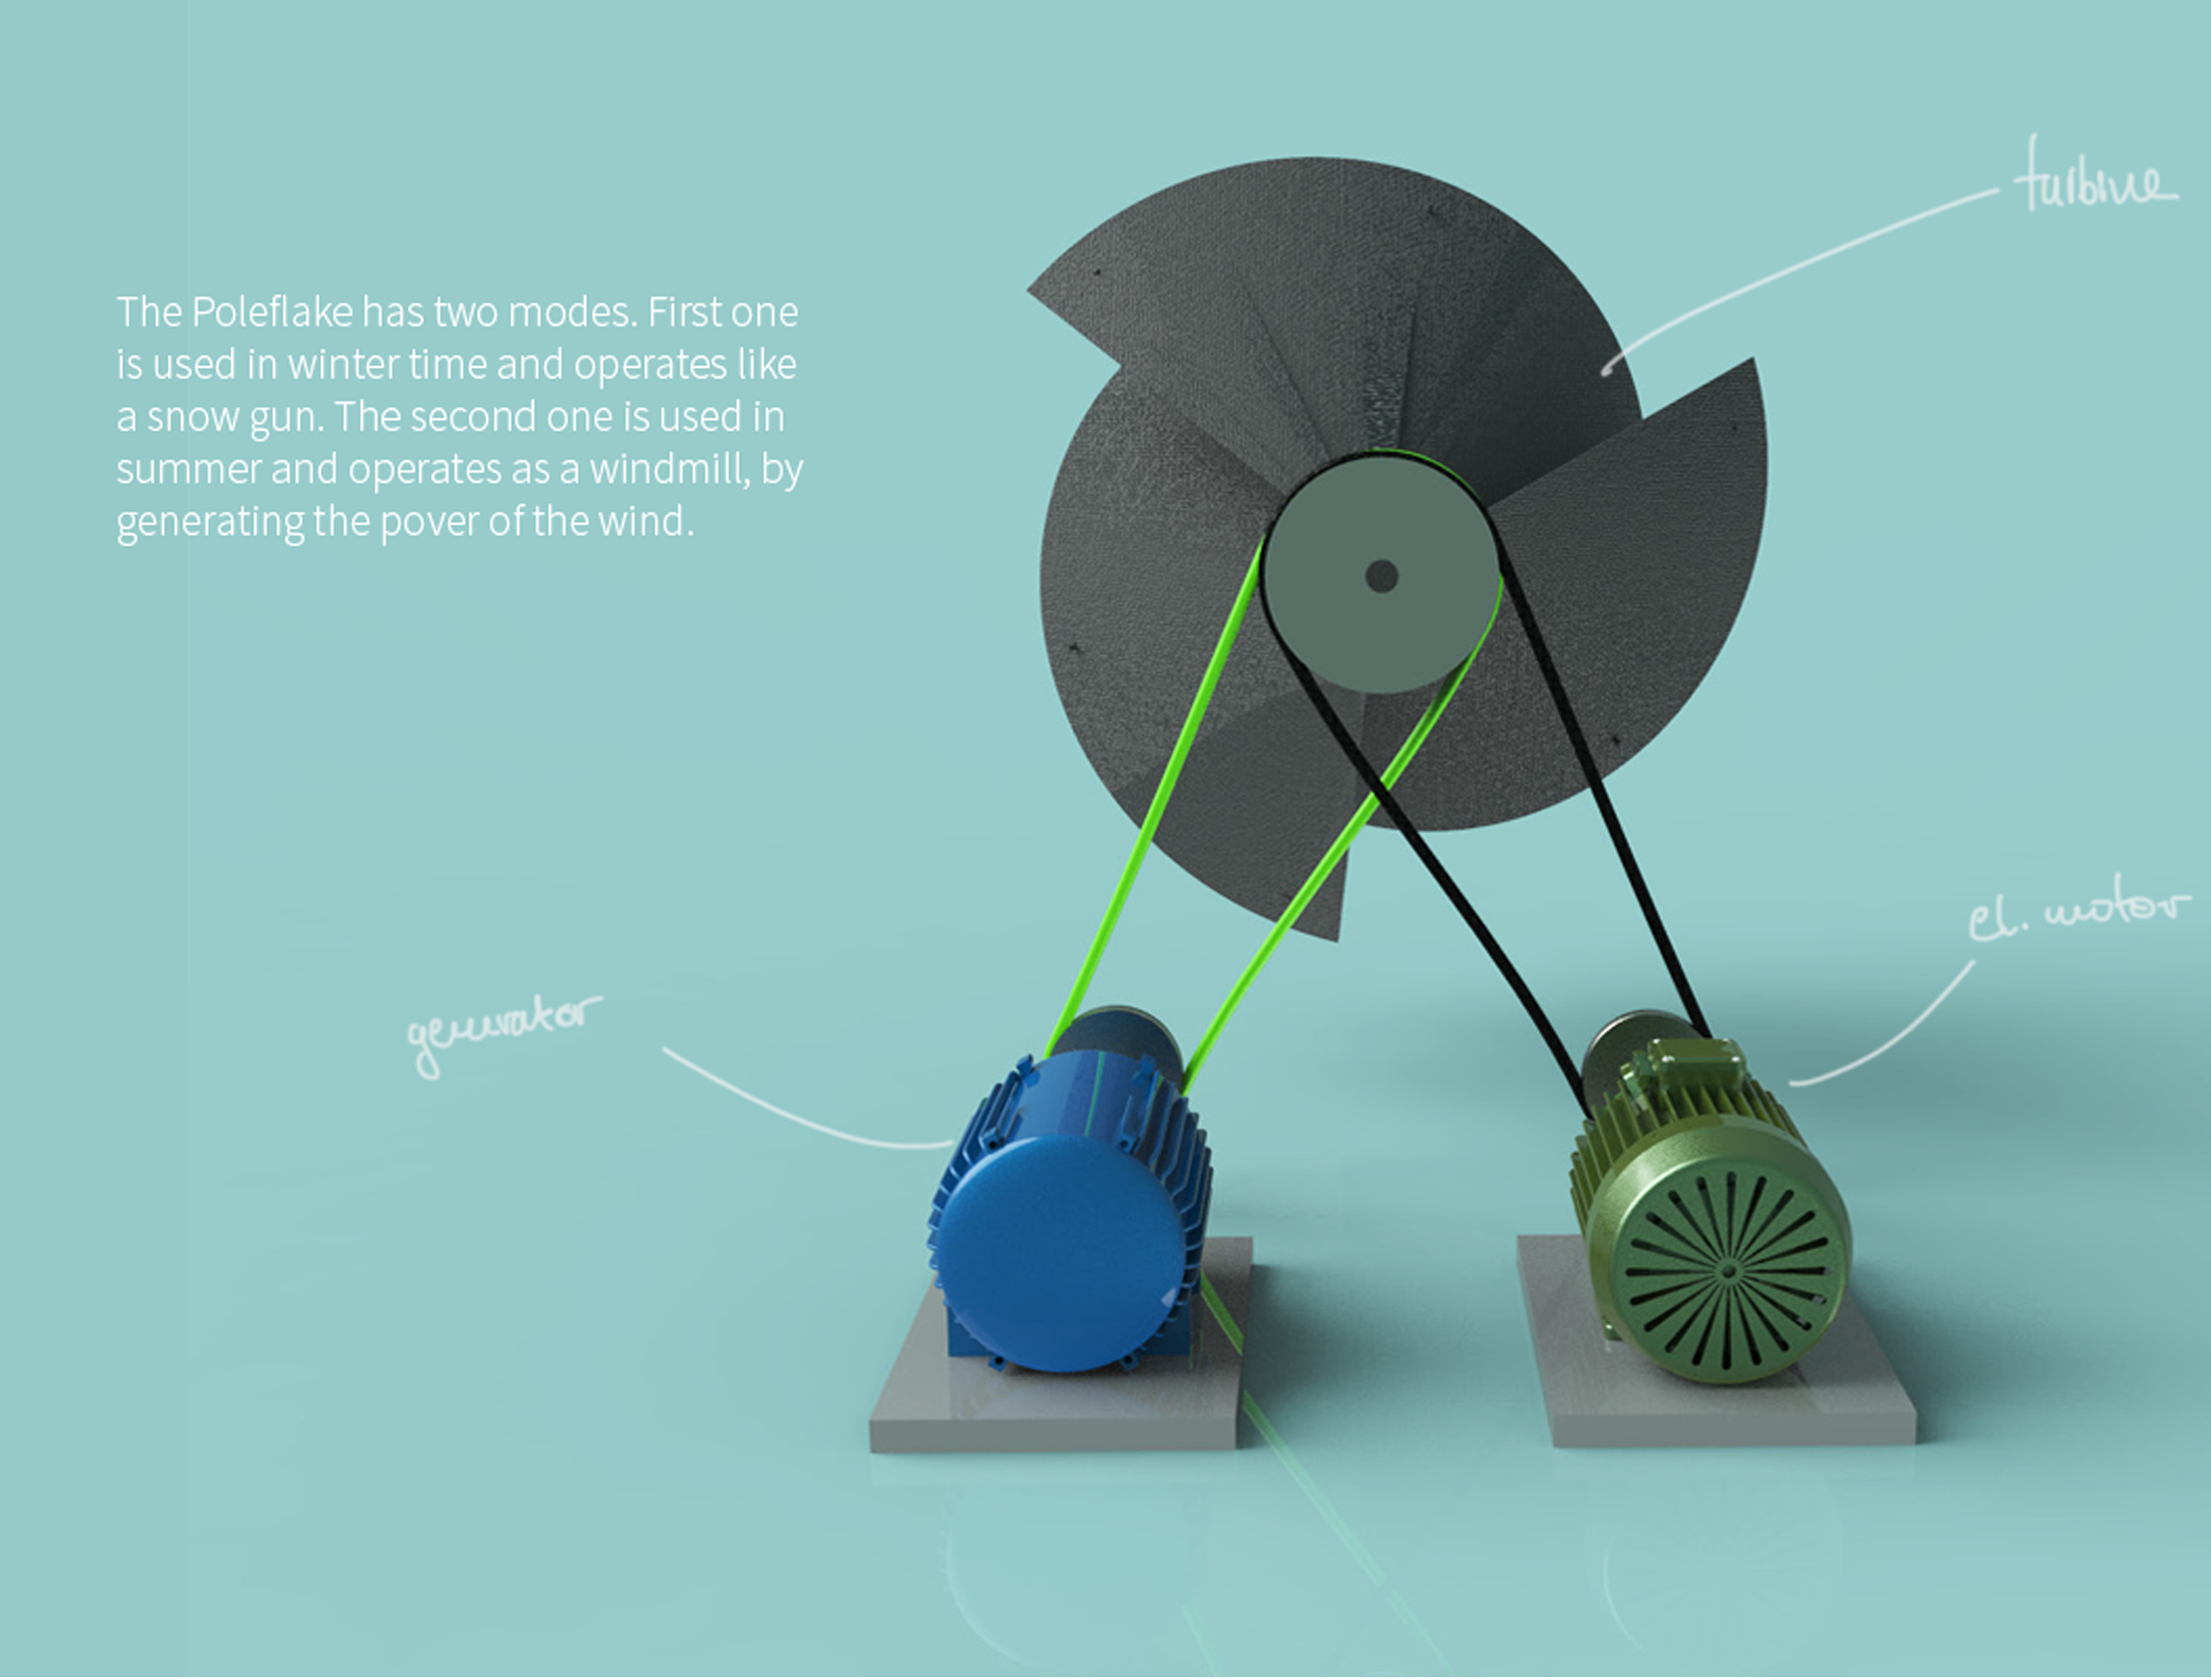 turbine
The Poleflake has two modes. First one
is used in winter time and operates like
a snow gun. The second one is used in
summer and operates as a windmill, by
generating the pover of the wind.
el. motor
generator